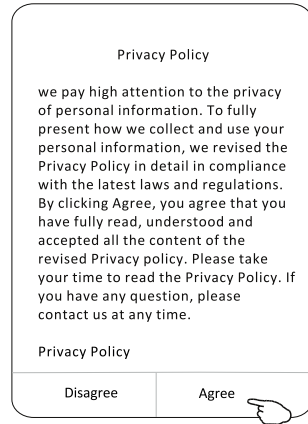 Privacy Policy
we pay high attention to the privacy
of personal information. To fully
present how we collect and use your
personal information, we revised the
Privacy Policy in detail in compliance
with the latest laws and regulations.
By clicking Agree, you agree that you
have fully read, understood and
accepted all the content of the
revised Privacy policy. Please take
your time to read the Privacy Policy. If
you have any question, please
contact us at any time.
Privacy Policy
Disagree Agree